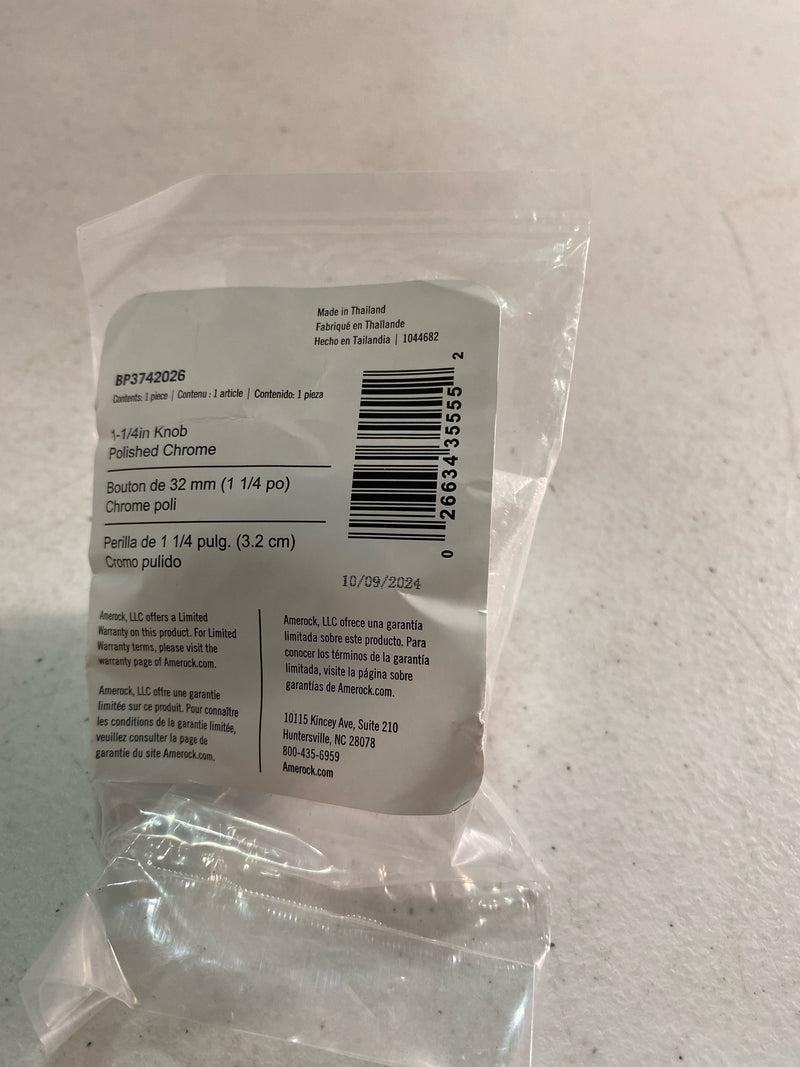 Made in Thailand
Fabriqué en Thaïlande
Hecho en Tailandia | 1044682
BP3742026
Contents: 1 piece | Contenu : 1 article | Contenido: 1 pieza
1-1/4in Knob
Polished Chrome
Bouton de 32 mm (1 1/4 po)
Chrome poli
Perilla de 1 1/4 pulg. (3.2 cm)
Cromo pulido
0 26634 35555 2
10/09/2024
Amerock, LLC offers a Limited
Warranty on this product. For Limited
Warranty terms, please visit the
warranty page of Amerock.com.
Amerock, LLC offre une garantie
limitée sur ce produit. Pour connaître
les conditions de la garantie limitée,
veuillez consulter la page de
garantie du site Amerock.com.
Amerock, LLC ofrece una garantía
limitada sobre este producto. Para
conocer los términos de la garantía
limitada, visite la página sobre
garantías de Amerock.com.
10115 Kincey Ave, Suite 210
Huntersville, NC 28078
800-435-6959
Amerock.com